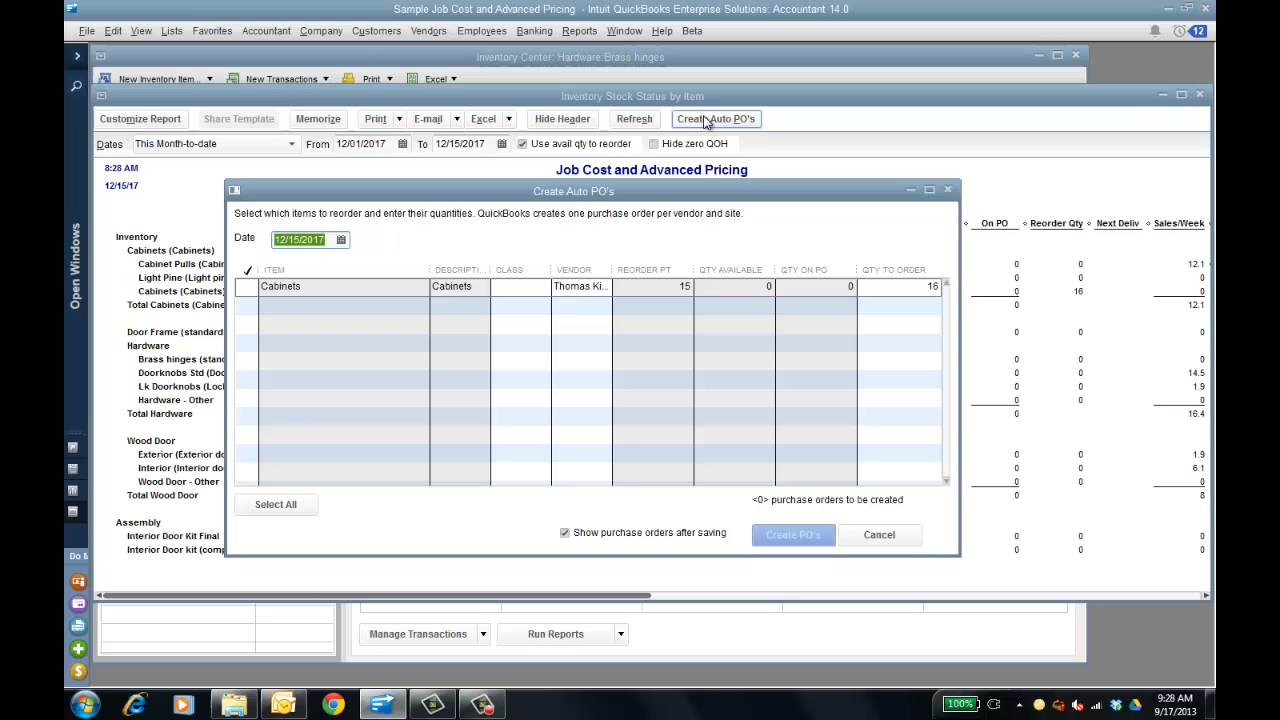 Sample Job Cost and Advanced Pricing - Intuit QuickBooks Enterprise Solutions: Accountant 14.0
File Edit View Lists Favorites Accountant Company Customers Vendors Employees Banking Reports Window Help Beta 12
Inventory Center: Hardware:Brass hinges
New Inventory Item... New Transactions Print Excel
Inventory Stock Status by Item
Customize Report Share Template Memorize Print E-mail Excel Hide Header Refresh Create Auto PO's
Dates This Month-to-date From 12/01/2017 To 12/15/2017 Use avail qty to reorder Hide zero QOH
8:28 AM Job Cost and Advanced Pricing
12/15/17
Create Auto PO's
Select which items to reorder and enter their quantities. QuickBooks creates one purchase order per vendor and site.
On PO Reorder Qty Next Deliv Sales/Week
Date 12/15/2017
Inventory
Cabinets (Cabinets)
Cabinet Pulls (Cabin 0 0 12.1
ITEM DESCRIPTI... CLASS VENDOR REORDER PT QTY AVAILABLE QTY ON PO QTY TO ORDER
Light Pine (Light pin 0 0 0
Cabinets Cabinets Thomas Ki... 15 0 0 16
Cabinets (Cabinets) 0 16 0
Total Cabinets (Cabine 0 12.1
Door Frame (standard 0 0 0
Hardware
Brass hinges (stand 0 0 0
Doorknobs Std (Doo 0 0 14.5
Lk Doorknobs (Loc 0 0 1.9
Hardware - Other 0 0 0
Total Hardware 0 16.4
Wood Door
Exterior (Exterior do 0 0 1.9
Interior (Interior do 0 0 6.1
Wood Door - Other 0 0 0
Total Wood Door 0 8
Select All <0> purchase orders to be created
Assembly
Show purchase orders after saving Create PO's Cancel
Interior Door Kit Final 0 0 0
Interior Door kit (comp 0 0 0
Open Windows
Do M
Manage Transactions Run Reports
100% 9:28 AM
9/17/2013